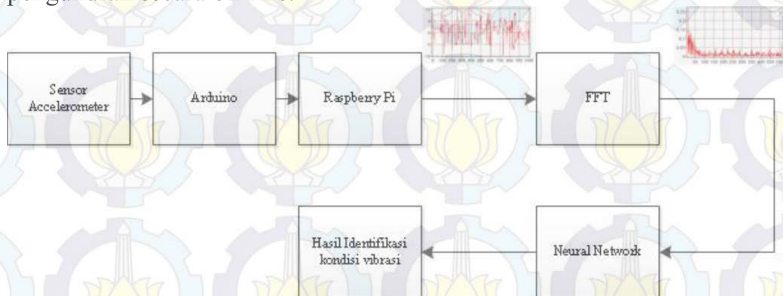 Sensor
Accelerometer
Arduino
Raspberry Pi
FFT
Neural Network
Hasil Identifikasi
kondisi vibrasi